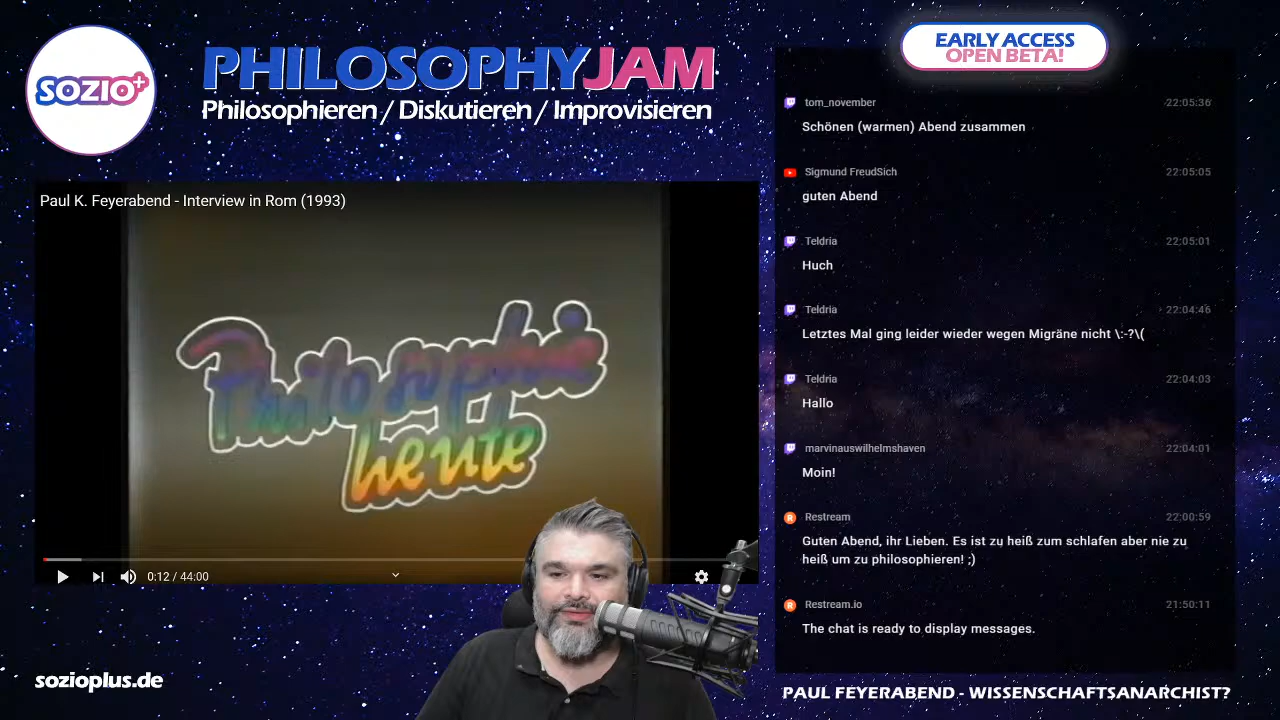 SOZIO+
PHILOSOPHYJAM
Philosophieren / Diskutieren / Improvisieren
EARLY ACCESS
OPEN BETA!
Paul K. Feyerabend - Interview in Rom (1993)
Philosophie
heute
0:12 / 44:00
tom_november 22:05:36
Schönen (warmen) Abend zusammen
Sigmund FreudSich 22:05:05
guten Abend
Teldria 22:05:01
Huch
Teldria 22:04:46
Letztes Mal ging leider wieder wegen Migräne nicht \:-?\(
Teldria 22:04:03
Hallo
marvinauswilhelmshaven 22:04:01
Moin!
R Restream 22:00:59
Guten Abend, ihr Lieben. Es ist zu heiß zum schlafen aber nie zu
heiß um zu philosophieren! ;)
R Restream.io 21:50:11
The chat is ready to display messages.
sozioplus.de
PAUL FEYERABEND - WISSENSCHAFTSANARCHIST?